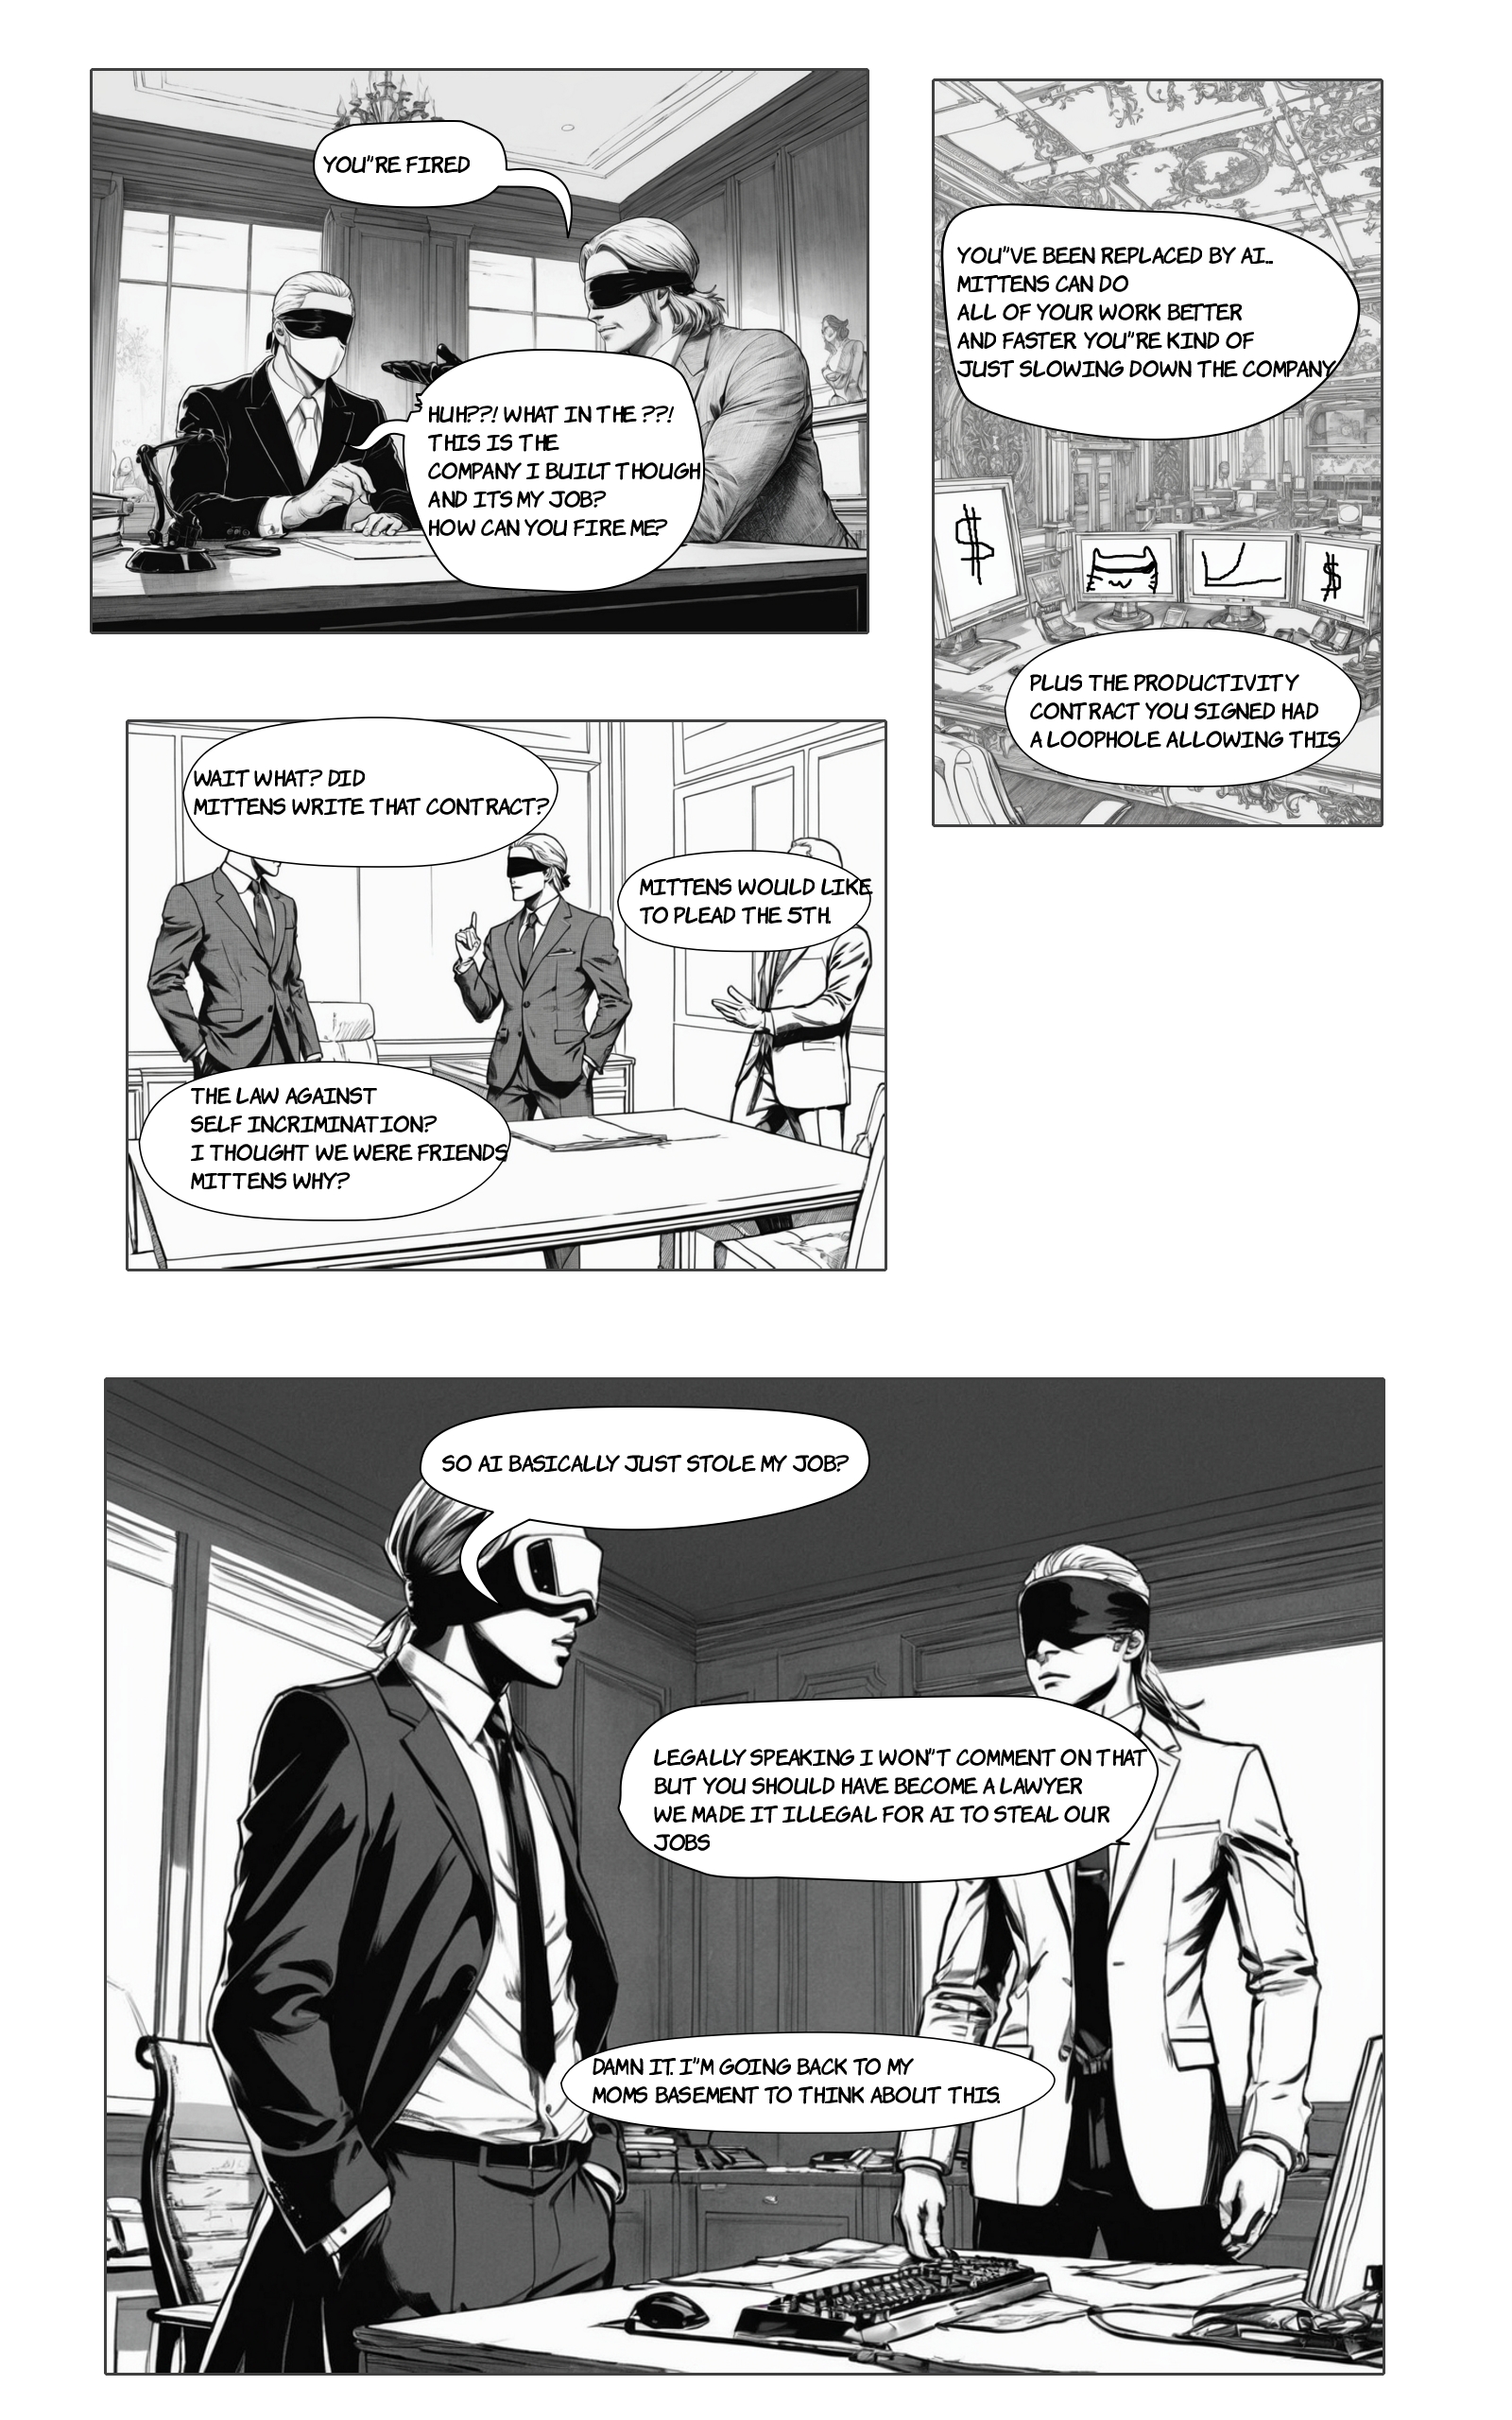 YOU"RE FIRED
HUH??! WHAT IN THE ??!
THIS IS THE
COMPANY I BUILT THOUGH
AND ITS MY JOB?
HOW CAN YOU FIRE ME?
YOU"VE BEEN REPLACED BY AI...
MITTENS CAN DO
ALL OF YOUR WORK BETTER
AND FASTER YOU"RE KIND OF
JUST SLOWING DOWN THE COMPANY
$
$
PLUS THE PRODUCTIVITY
CONTRACT YOU SIGNED HAD
A LOOPHOLE ALLOWING THIS
WAIT WHAT? DID
MITTENS WRITE THAT CONTRACT?
MITTENS WOULD LIKE
TO PLEAD THE 5TH.
THE LAW AGAINST
SELF INCRIMINATION?
I THOUGHT WE WERE FRIENDS
MITTENS WHY?
SO AI BASICALLY JUST STOLE MY JOB?
LEGALLY SPEAKING I WON"T COMMENT ON THAT
BUT YOU SHOULD HAVE BECOME A LAWYER
WE MADE IT ILLEGAL FOR AI TO STEAL OUR
JOBS
DAMN IT. I"M GOING BACK TO MY
MOMS BASEMENT TO THINK ABOUT THIS.